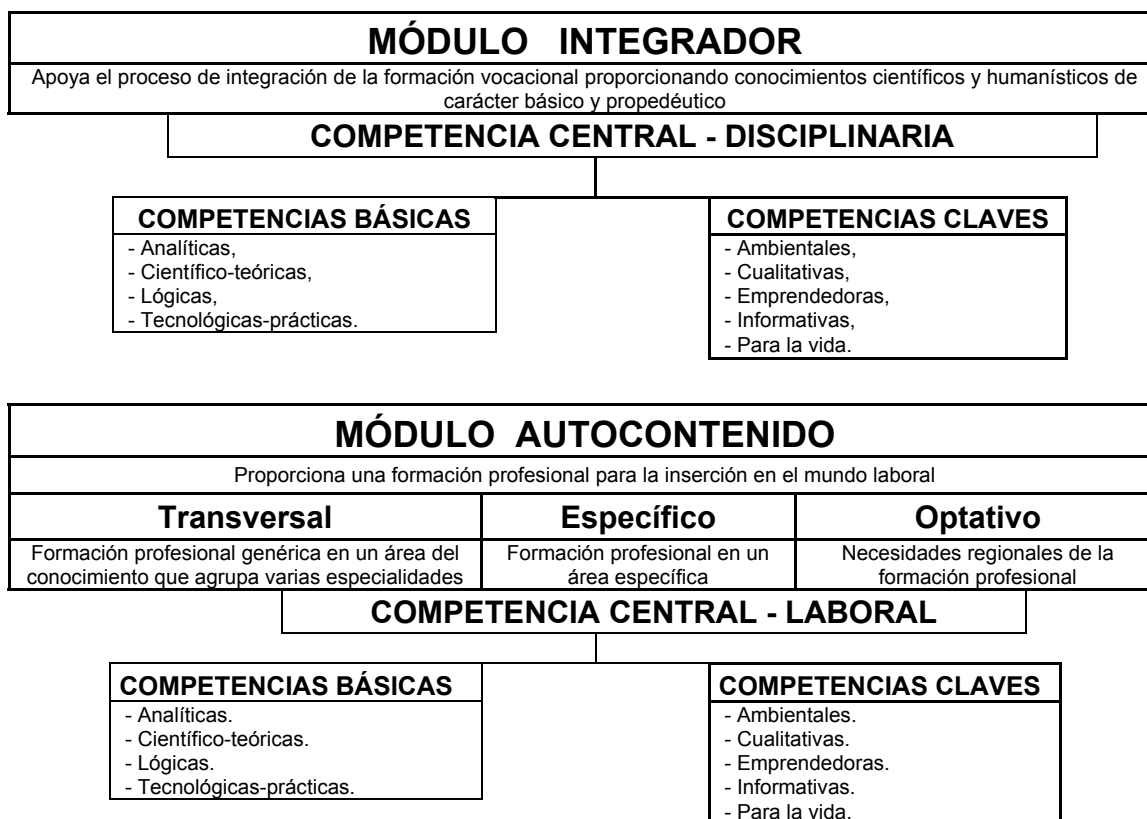 MÓDULO INTEGRADOR
Apoya el proceso de integración de la formación vocacional proporcionando conocimientos científicos y humanísticos de
carácter básico y propedéutico
COMPETENCIA CENTRAL - DISCIPLINARIA
COMPETENCIAS BÁSICAS
- Analíticas,
- Científico-teóricas,
- Lógicas,
- Tecnológicas-prácticas.
COMPETENCIAS CLAVES
- Ambientales,
- Cualitativas,
- Emprendedoras,
- Informativas,
- Para la vida.
MÓDULO AUTOCONTENIDO
Proporciona una formación profesional para la inserción en el mundo laboral
Transversal
Formación profesional genérica en un área del
conocimiento que agrupa varias especialidades
Específico
Formación profesional en un
área específica
Optativo
Necesidades regionales de la
formación profesional
COMPETENCIA CENTRAL - LABORAL
COMPETENCIAS BÁSICAS
- Analíticas.
- Científico-teóricas.
- Lógicas.
- Tecnológicas-prácticas.
COMPETENCIAS CLAVES
- Ambientales.
- Cualitativas.
- Emprendedoras.
- Informativas.
- Para la vida.